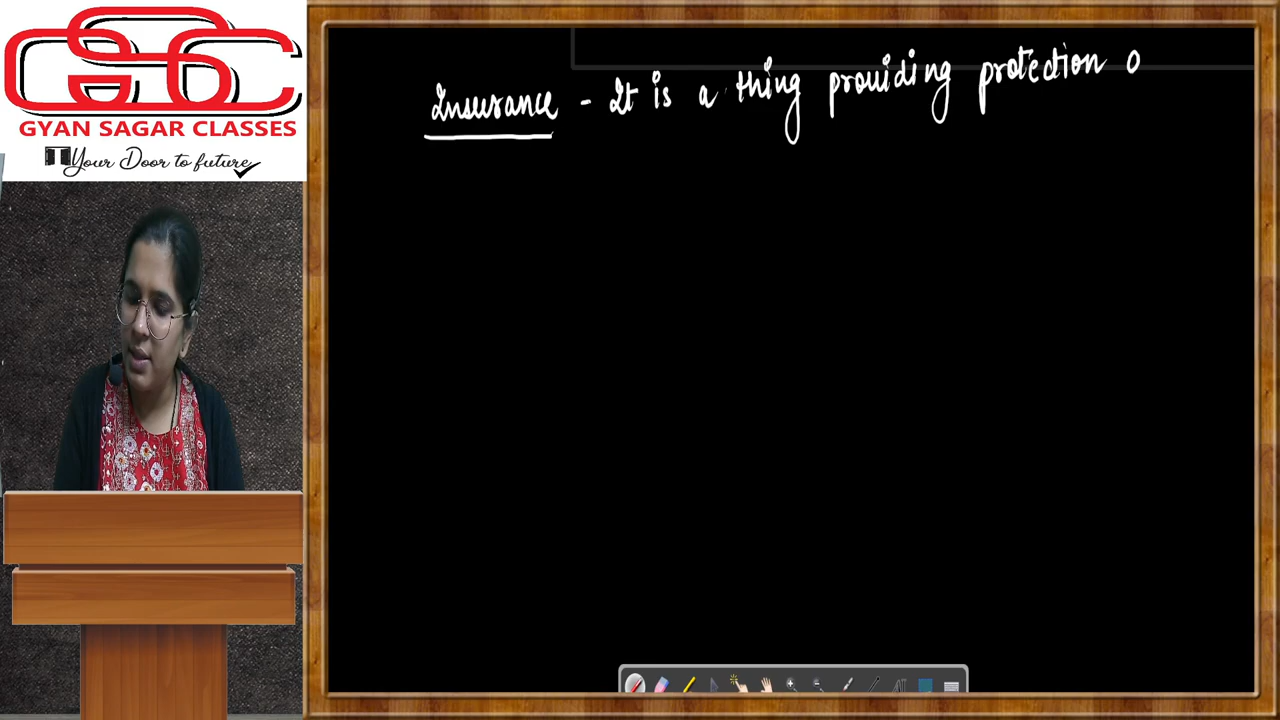 GSC
GYAN SAGAR CLASSES
Your Door to future
Insurance - It is a thing providing protection o